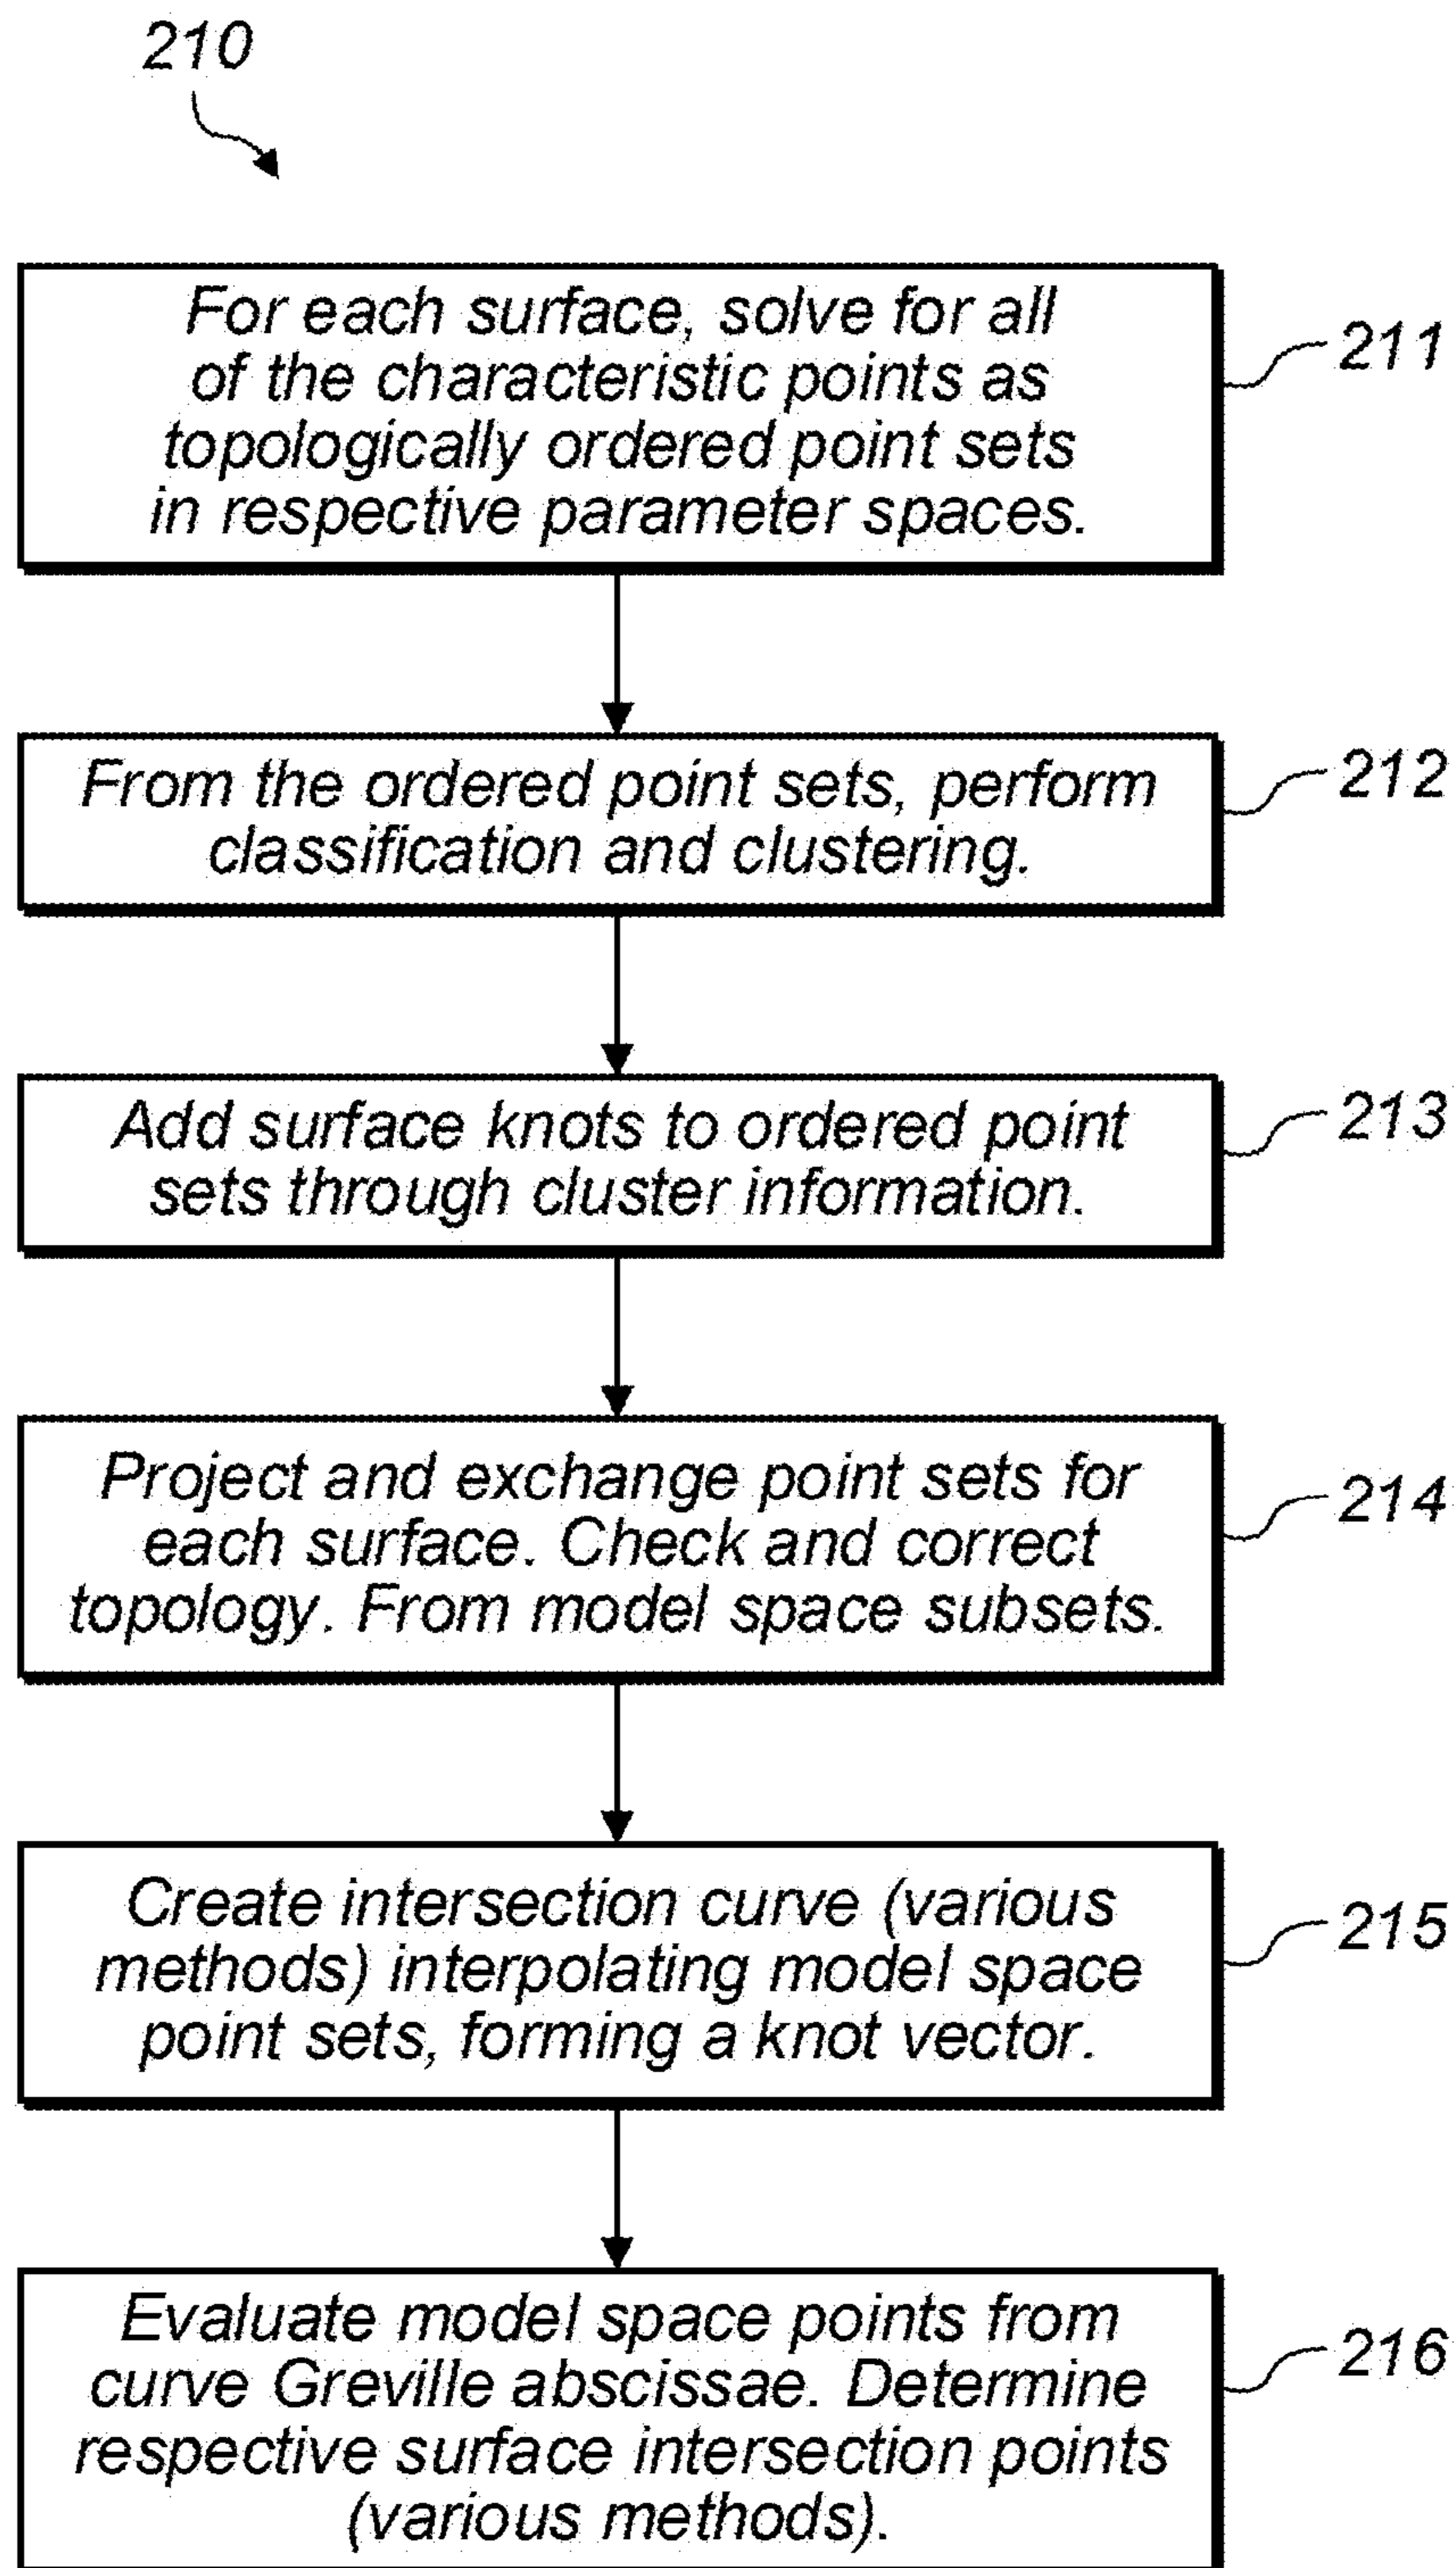 210
For each surface, solve for all
of the characteristic points as
topologically ordered point sets
in respective parameter spaces.
211
From the ordered point sets, perform
classification and clustering.
212
Add surface knots to ordered point
sets through cluster information.
213
Project and exchange point sets for
each surface. Check and correct
topology. From model space subsets.
214
Create intersection curve (various
methods) interpolating model space
point sets, forming a knot vector.
215
Evaluate model space points from
curve Greville abscissae. Determine
respective surface intersection points
(various methods).
216